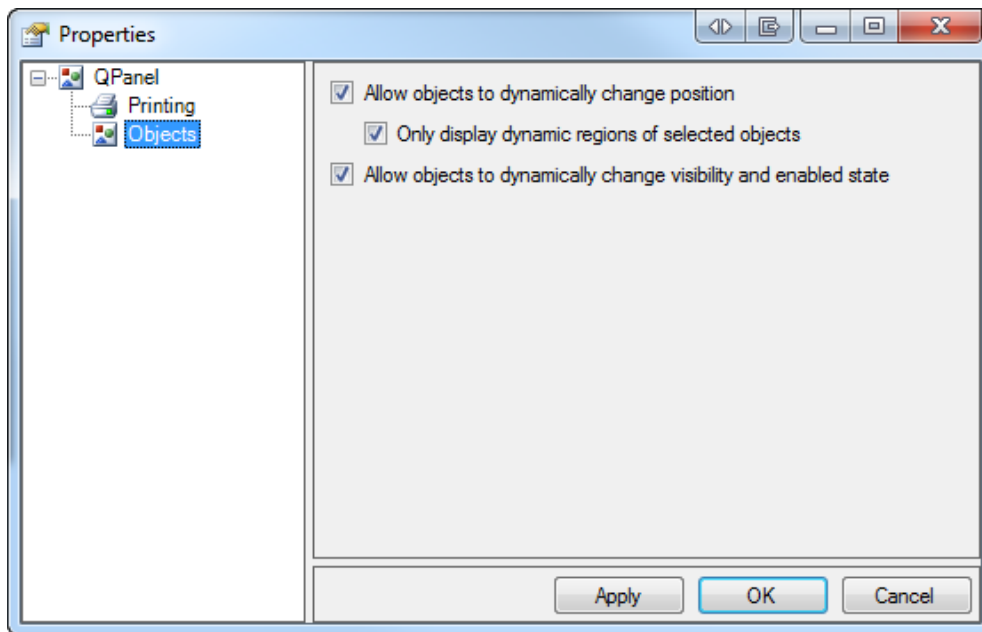 Properties
QPanel
Printing
Objects
Allow objects to dynamically change position
Only display dynamic regions of selected objects
Allow objects to dynamically change visibility and enabled state
Apply
OK
Cancel